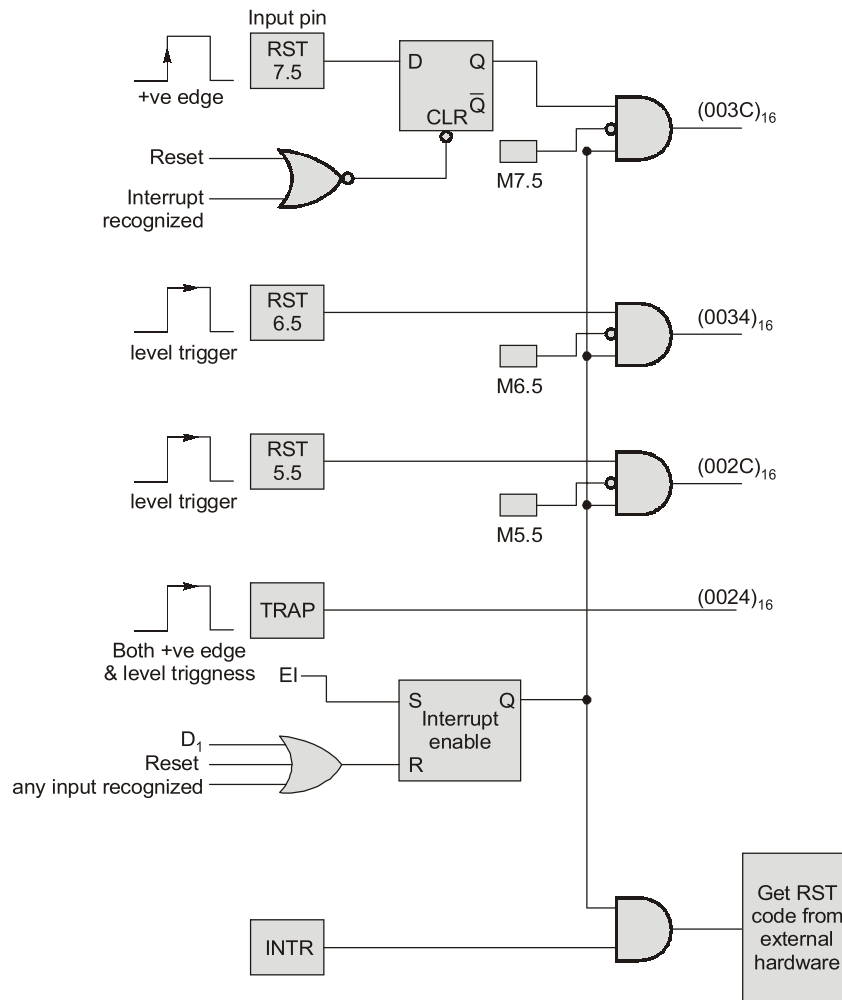 Input pin
RST
7.5
+ve edge
D Q
Q̅
CLR
(003C)₁₆
M7.5
Reset
Interrupt
recognized
RST
6.5
level trigger
(0034)₁₆
M6.5
RST
5.5
level trigger
(002C)₁₆
M5.5
TRAP
(0024)₁₆
Both +ve edge
& level triggness
EI
S Q
Interrupt
enable
R
D₁
Reset
any input recognized
INTR
Get RST
code from
external
hardware